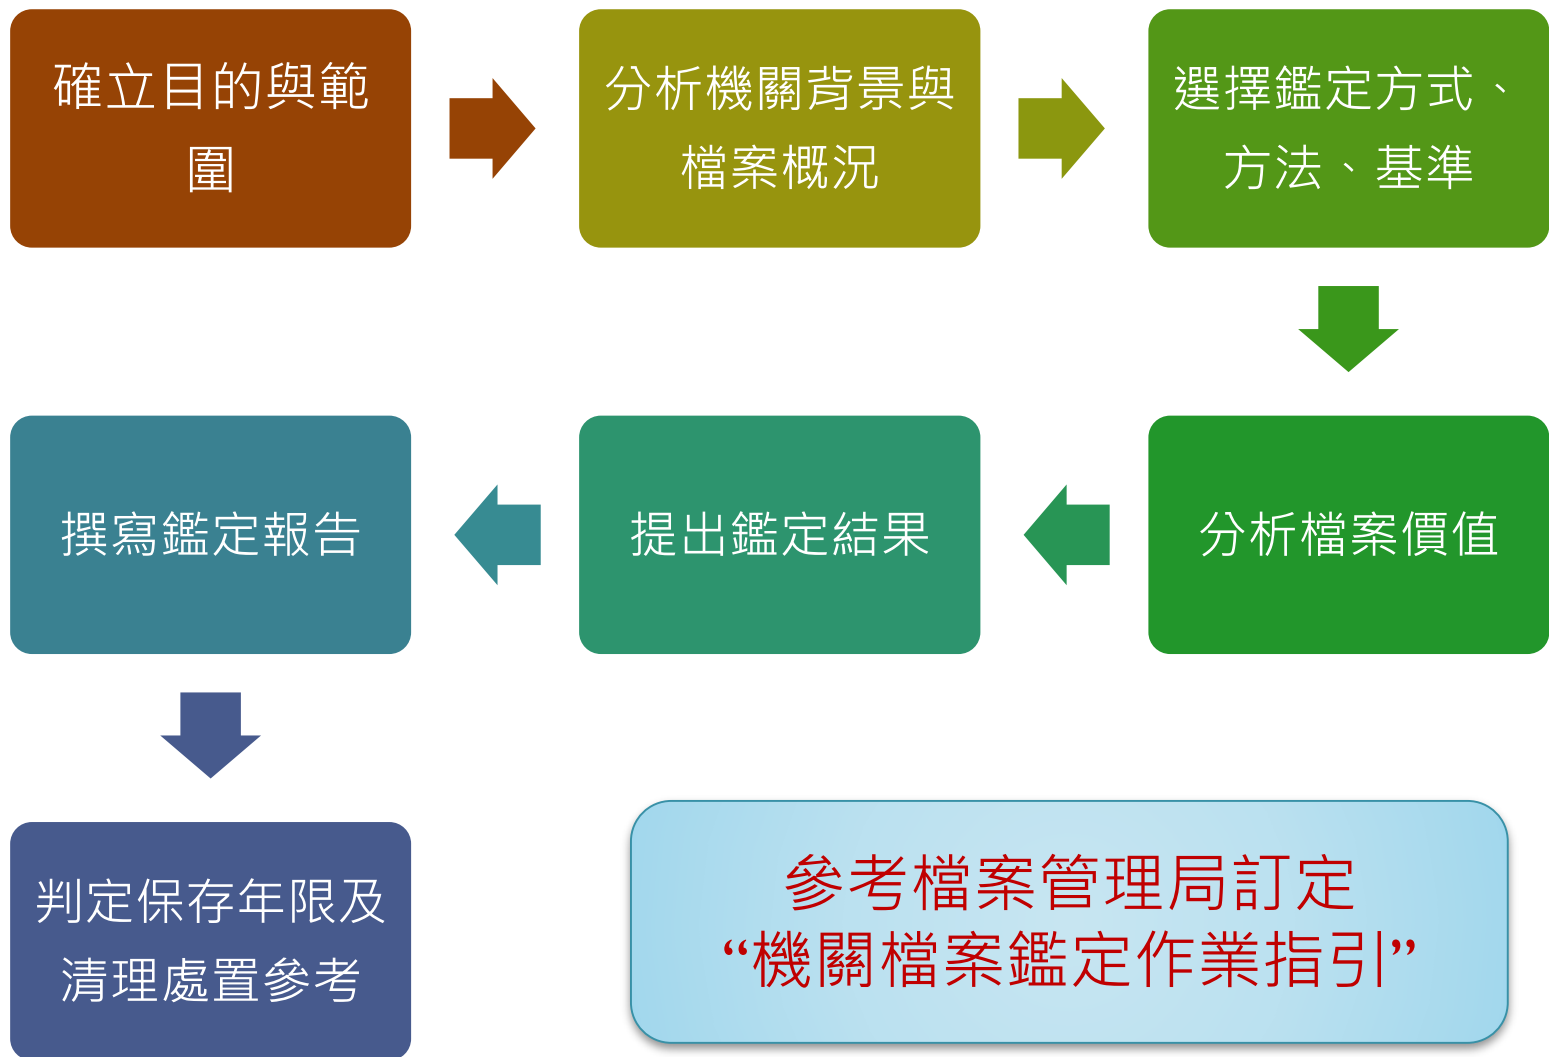 確立目的與範
圍
分析機關背景與
檔案概況
選擇鑑定方式、
方法、基準
分析檔案價值
提出鑑定結果
撰寫鑑定報告
判定保存年限及
清理處置參考
參考檔案管理局訂定
“機關檔案鑑定作業指引”